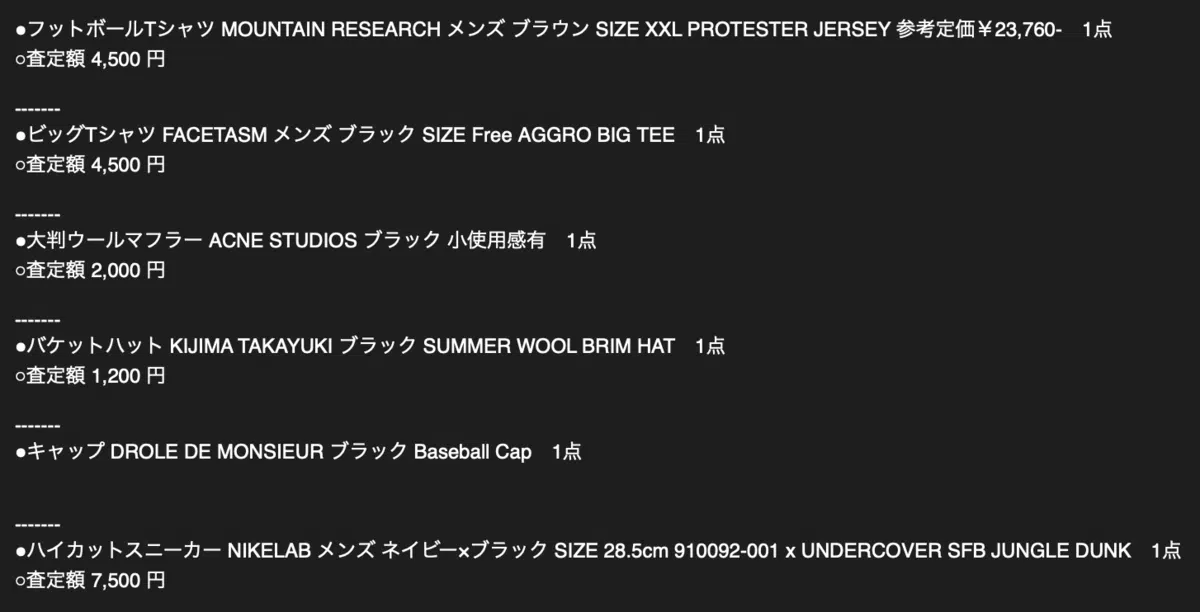 ●フットボールTシャツ MOUNTAIN RESEARCH メンズ ブラウン SIZE XXL PROTESTER JERSEY 参考定価￥23,760-　1点
○査定額 4,500 円
-------
●ビッグTシャツ FACETASM メンズ ブラック SIZE Free AGGRO BIG TEE　1点
○査定額 4,500 円
-------
●大判ウールマフラー ACNE STUDIOS ブラック 小使用感有　1点
○査定額 2,000 円
-------
●バケットハット KIJIMA TAKAYUKI ブラック SUMMER WOOL BRIM HAT　1点
○査定額 1,200 円
-------
●キャップ DROLE DE MONSIEUR ブラック Baseball Cap　1点
-------
●ハイカットスニーカー NIKELAB メンズ ネイビー×ブラック SIZE 28.5cm 910092-001 x UNDERCOVER SFB JUNGLE DUNK　1点
○査定額 7,500 円